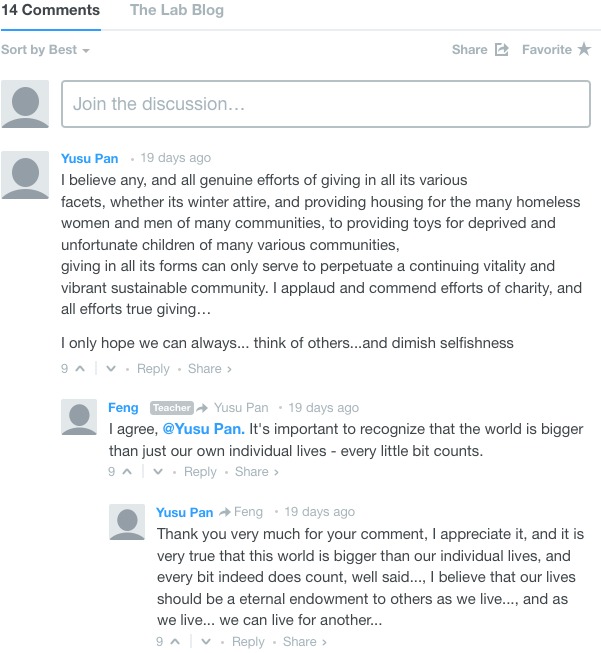 14 Comments The Lab Blog
Sort by Best Share Favorite
Join the discussion…
Yusu Pan • 19 days ago
I believe any, and all genuine efforts of giving in all its various
facets, whether its winter attire, and providing housing for the many homeless
women and men of many communities, to providing toys for deprived and
unfortunate children of many various communities,
giving in all its forms can only serve to perpetuate a continuing vitality and
vibrant sustainable community. I applaud and commend efforts of charity, and
all efforts true giving…
I only hope we can always... think of others...and dimish selfishness
9 • Reply • Share ›
Feng Teacher Yusu Pan • 19 days ago
I agree, @Yusu Pan. It's important to recognize that the world is bigger
than just our own individual lives - every little bit counts.
9 • Reply • Share ›
Yusu Pan Feng • 19 days ago
Thank you very much for your comment, I appreciate it, and it is
very true that this world is bigger than our individual lives, and
every bit indeed does count, well said..., I believe that our lives
should be a eternal endowment to others as we live..., and as
we live... we can live for another...
9 • Reply • Share ›